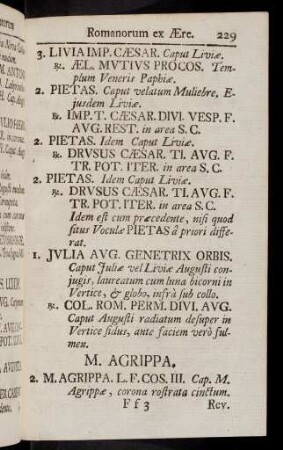 Romanorum ex Ære. 229
3. LIVIA IMP. CÆSAR. Caput Liviæ.
&. ÆL. MVTIVS PROCOS. Tem-
plum Veneris Paphiæ.
2. PIETAS. Caput velatum Muliebre. E-
jusdem Liviæ.
&. IMP. T. CÆSAR. DIVI. VESP. F.
AVG. REST. in area S. C.
2. PIETAS. Idem Caput Liviæ.
&. DRVSUS CÆSAR. TI. AVG. F.
TR. POT. ITER. in area S. C.
2. PIETAS. Idem Caput Liviæ.
&. DRVSUS CÆSAR. TI. AVG. F.
TR. POT. ITER. in area S. C.
Idem est cum præcedente, nisi quod
situs Voculæ PIETAS â priori diffe-
rat.
1. JVLIA AVG. GENETRIX ORBIS.
Caput Juliæ vel Liviæ Augusti con-
jugis, laureatum cum luna bicorni in
Vertice, & globo, infrà sub collo.
&. COL. ROM. PERM. DIVI. AVG.
Caput Augusti radiatum desuper in
Vertice sidus, ante faciem verò ful-
men.
M. AGRIPPA.
2. M. AGRIPPA. L. F. COS. III. Cap. M.
Agrippæ, corona rostrata cinctum.
F f 3 Rev.